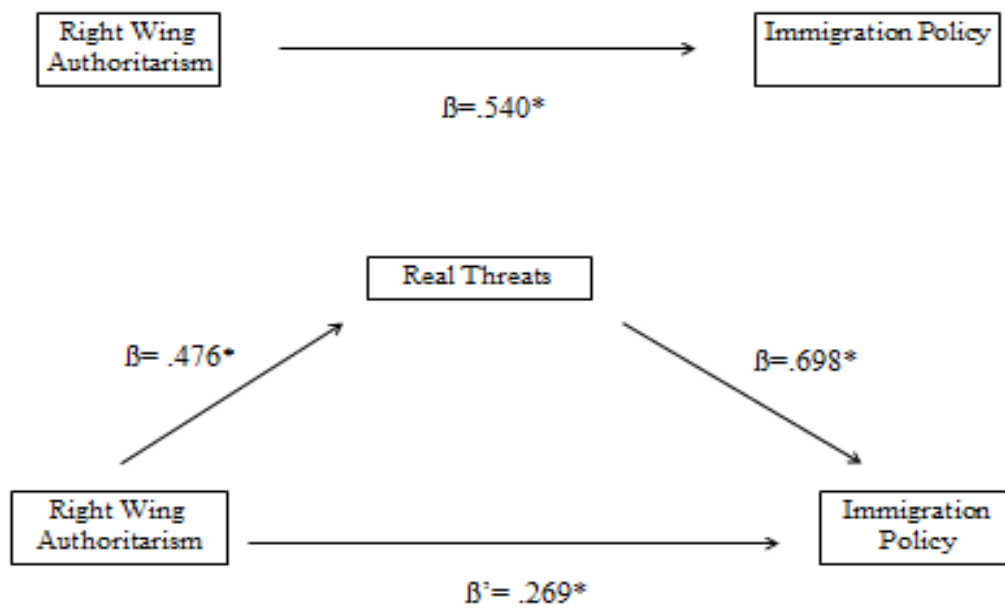 Right Wing
Authoritarism
Immigration Policy
ß=.540*
Real Threats
ß= .476*
ß=.698*
Right Wing
Authoritarism
Immigration
Policy
ß’= .269*